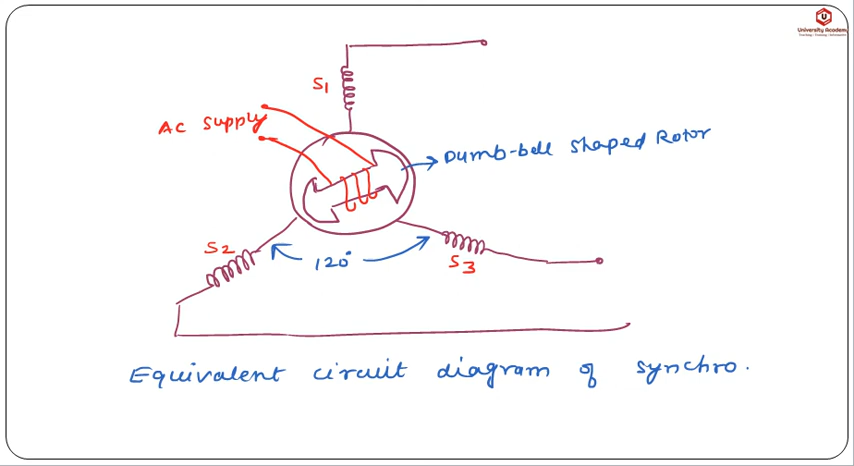 University Academy
S1
AC Supply
Dumb-bell Shaped Rotor
S2
120°
S3
Equivalent circuit diagram of synchro.